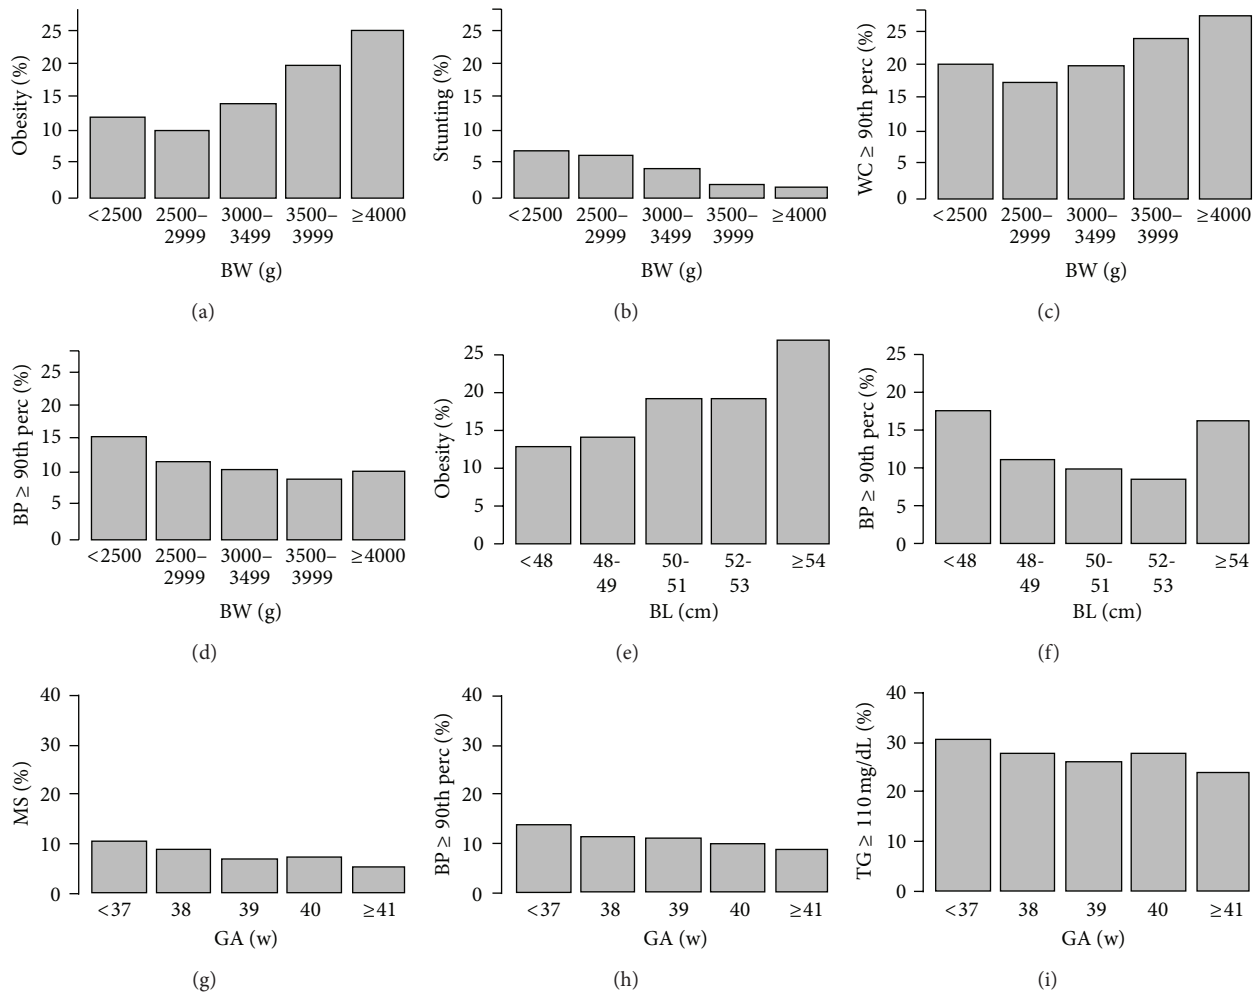 Obesity (%)
25
20
15
10
5
0
<2500 2500– 3000– 3500– ≥4000
2999 3499 3999
BW (g)
(a)
Stunting (%)
25
20
15
10
5
0
<2500 2500– 3000– 3500– ≥4000
2999 3499 3999
BW (g)
(b)
WC ≥ 90th perc (%)
25
20
15
10
5
0
<2500 2500– 3000– 3500– ≥4000
2999 3499 3999
BW (g)
(c)
BP ≥ 90th perc (%)
25
20
15
10
5
0
<2500 2500– 3000– 3500– ≥4000
2999 3499 3999
BW (g)
(d)
Obesity (%)
25
20
15
10
5
0
<48 48- 50- 52- ≥54
49 51 53
BL (cm)
(e)
BP ≥ 90th perc (%)
25
20
15
10
5
0
<48 48- 50- 52- ≥54
49 51 53
BL (cm)
(f)
MS (%)
40
30
20
10
0
<37 38 39 40 ≥41
GA (w)
(g)
BP ≥ 90th perc (%)
40
30
20
10
0
<37 38 39 40 ≥41
GA (w)
(h)
TG ≥ 110 mg/dL (%)
40
30
20
10
0
<37 38 39 40 ≥41
GA (w)
(i)